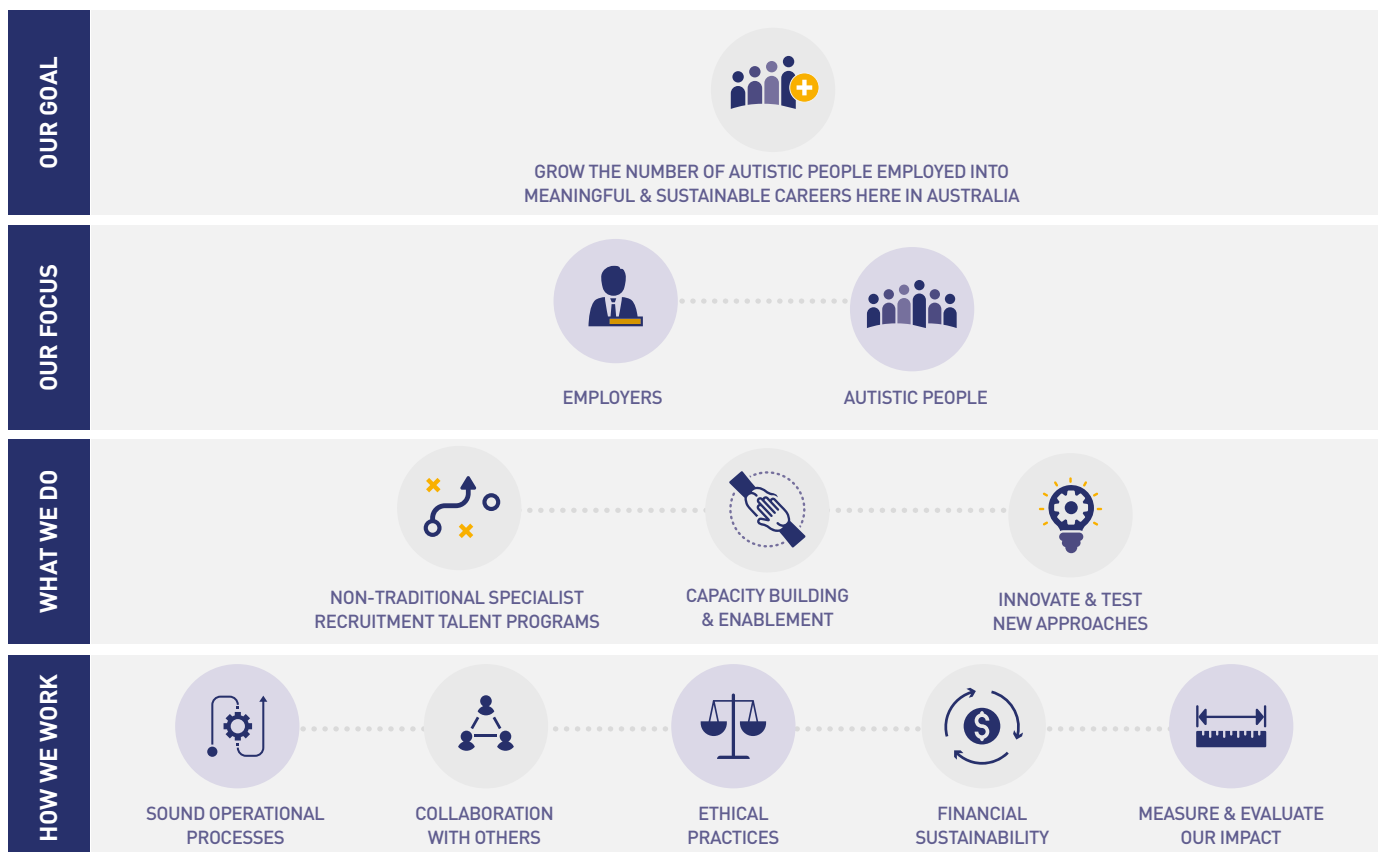 OUR GOAL
GROW THE NUMBER OF AUTISTIC PEOPLE EMPLOYED INTO
MEANINGFUL & SUSTAINABLE CAREERS HERE IN AUSTRALIA
OUR FOCUS
EMPLOYERS
AUTISTIC PEOPLE
WHAT WE DO
NON-TRADITIONAL SPECIALIST
RECRUITMENT TALENT PROGRAMS
CAPACITY BUILDING
& ENABLEMENT
INNOVATE & TEST
NEW APPROACHES
HOW WE WORK
SOUND OPERATIONAL
PROCESSES
COLLABORATION
WITH OTHERS
ETHICAL
PRACTICES
$
FINANCIAL
SUSTAINABILITY
MEASURE & EVALUATE
OUR IMPACT